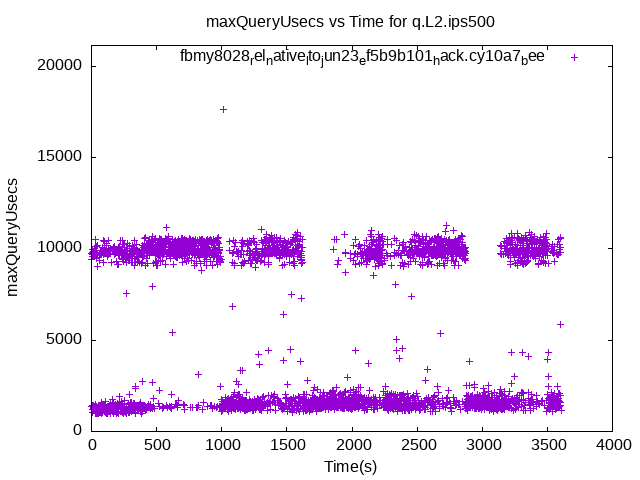 maxQueryUsecs vs Time for q.L2.ips500
fbmy8028relnativeltojun23ef5b9b101hack.cy10a7bee
20000
15000
10000
5000
0
maxQueryUsecs
0 500 1000 1500 2000 2500 3000 3500 4000
Time(s)